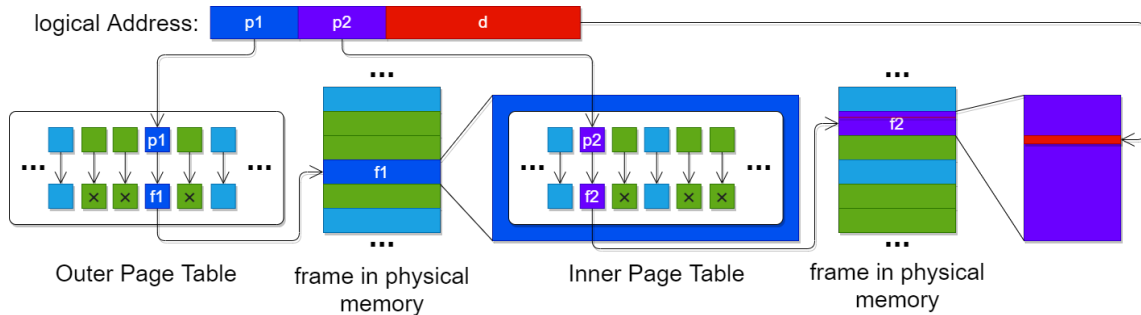 logical Address: p1 p2 d
...
...
... p1 ... p2 ... f2
f1
... × × f1 × ... f2 × × ×
...
...
Outer Page Table
frame in physical
memory
Inner Page Table
frame in physical
memory